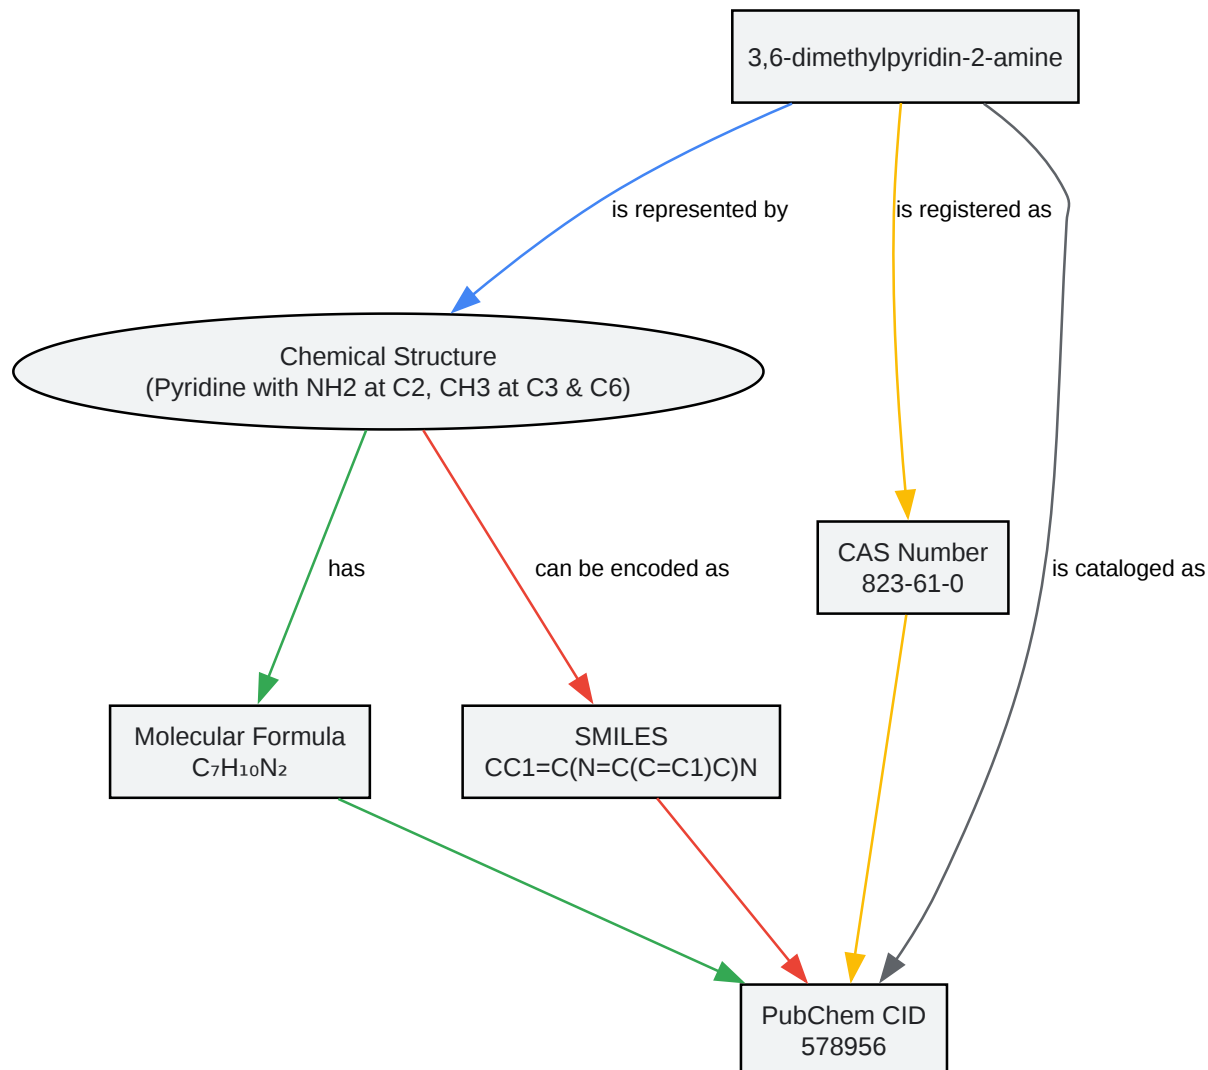 3,6-dimethylpyridin-2-amine
is represented by
is registered as
Chemical Structure
(Pyridine with NH2 at C2, CH3 at C3 & C6)
CAS Number
823-61-0
has
can be encoded as
is cataloged as
Molecular Formula
C₇H₁₀N₂
SMILES
CC1=C(N=C(C=C1)C)N
PubChem CID
578956